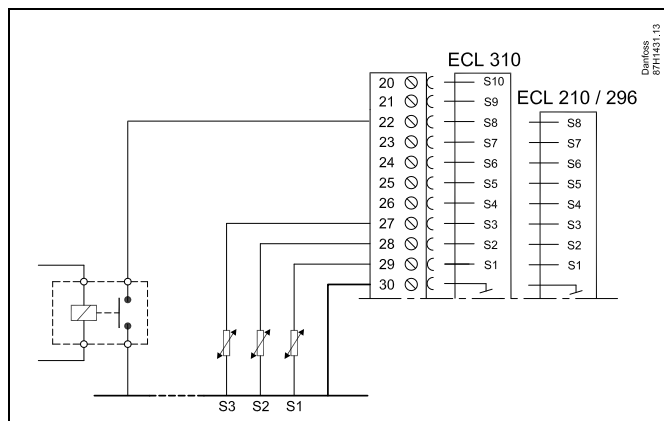 Danfoss
87H1431.13
ECL 310
ECL 210 / 296
20 S10
21 S9
22 S8 S8
23 S7 S7
24 S6 S6
25 S5 S5
26 S4 S4
27 S3 S3
28 S2 S2
29 S1 S1
30
S3 S2 S1